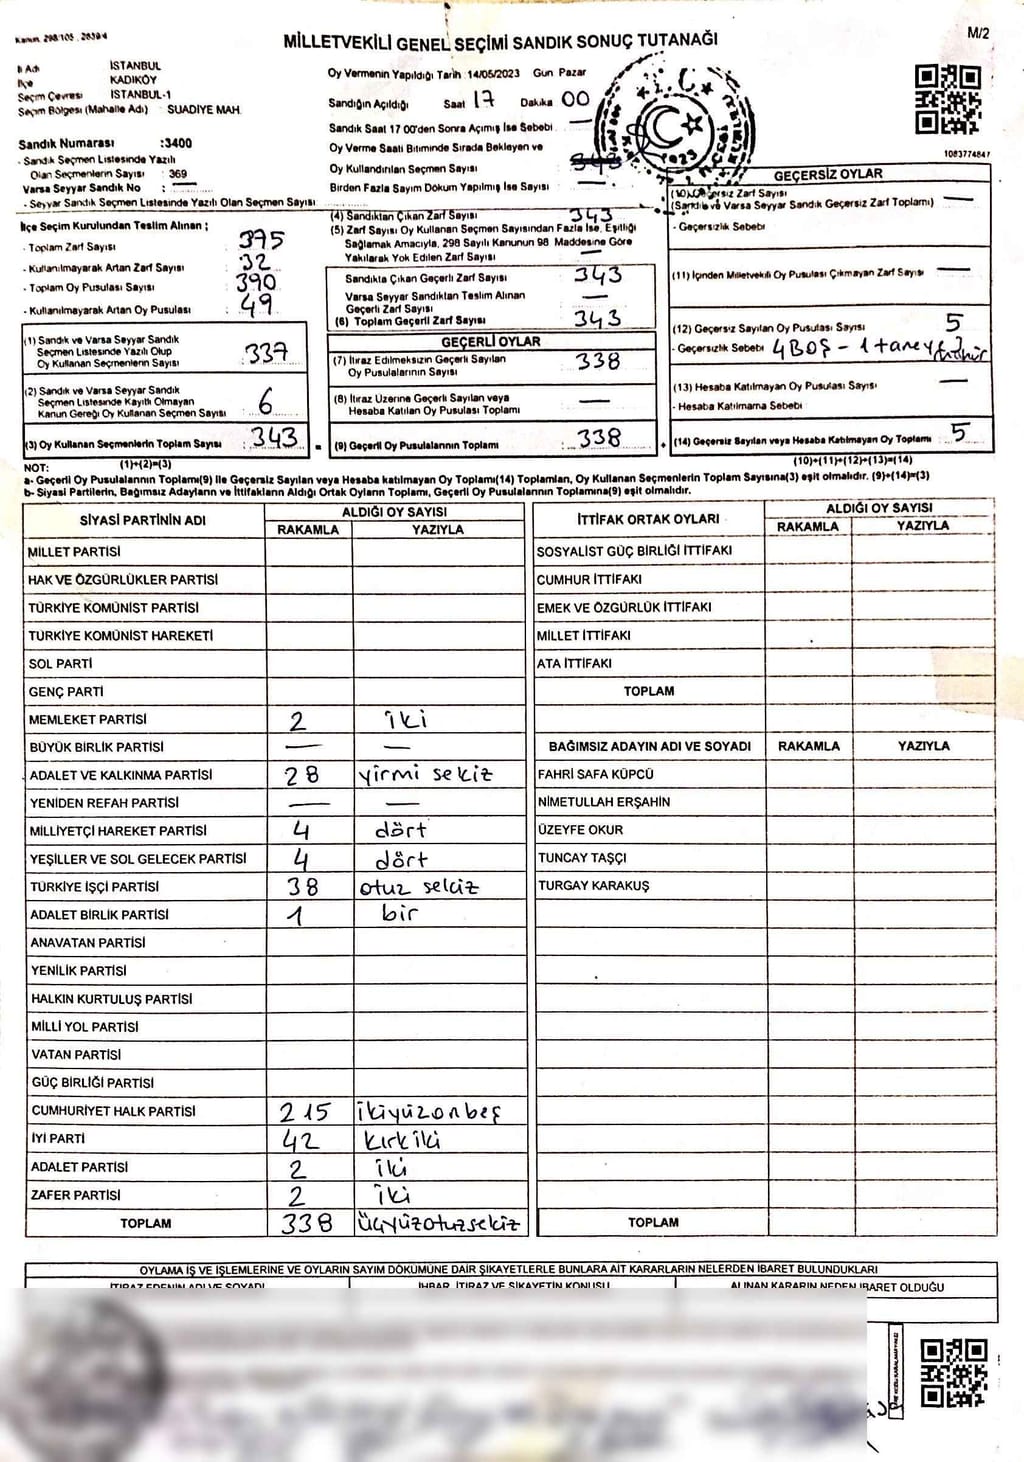 Kanun. 298/105 . 2839/4
MİLLETVEKİLİ GENEL SEÇİMİ SANDIK SONUÇ TUTANAĞI
M/2
İl Adı İSTANBUL
İlçe KADIKÖY
Seçim Çevresi İSTANBUL-1
Seçim Bölgesi (Mahalle Adı) : SUADİYE MAH.
Sandık Numarası :3400
- Sandık Seçmen Listesinde Yazılı
Olan Seçmenlerin Sayısı : 369
Varsa Seyyar Sandık No : —
- Seyyar Sandık Seçmen Listesinde Yazılı Olan Seçmen Sayısı
Oy Vermenin Yapıldığı Tarih :14/05/2023 Gün Pazar
Sandığın Açıldığı Saat 17 Dakika 00
Sandık Saat 17 00'den Sonra Açımış İse Sebebi —
Oy Verme Saati Bitiminde Sırada Bekleyen ve
Oy Kullandırılan Seçmen Sayısı 343
Birden Fazla Sayım Döküm Yapılmış İse Sayısı —
2023
1083774847
İlçe Seçim Kurulundan Teslim Alınan ;
- Toplam Zarf Sayısı 375
- Kullanılmayarak Artan Zarf Sayısı 32
- Toplam Oy Pusulası Sayısı 390
- Kullanılmayarak Artan Oy Pusulası 49
(1) Sandık ve Varsa Seyyar Sandık
Seçmen Listesinde Yazılı Olup
Oy Kullanan Seçmenlerin Sayısı 337
(2) Sandık ve Varsa Seyyar Sandık
Seçmen Listesinde Kayıtlı Olmayan
Kanun Gereği Oy Kullanan Seçmen Sayısı 6
(3) Oy Kullanan Seçmenlerin Toplam Sayısı : 343
(4) Sandıktan Çıkan Zarf Sayısı 343
(5) Zarf Sayısı Oy Kullanan Seçmen Sayısından Fazla İse, Eşitliği
Sağlamak Amacıyla, 298 Sayılı Kanunun 98 Maddesine Göre
Yakılarak Yok Edilen Zarf Sayısı —
Sandıkta Çıkan Geçerli Zarf Sayısı 343
Varsa Seyyar Sandıktan Teslim Alınan
Geçerli Zarf Sayısı —
(6) Toplam Geçerli Zarf Sayısı 343
GEÇERLİ OYLAR
(7) İtiraz Edilmeksizin Geçerli Sayılan
Oy Pusulalarının Sayısı 338
(8) İtiraz Üzerine Geçerli Sayılan veya
Hesaba Katılan Oy Pusulası Toplamı —
(9) Geçerli Oy Pusulalarının Toplamı : 338
GEÇERSİZ OYLAR
(10) Geçersiz Zarf Sayısı
(Sandık ve Varsa Seyyar Sandık Geçersiz Zarf Toplamı) —
- Geçersizlik Sebebi
(11) İçinden Milletvekili Oy Pusulası Çıkmayan Zarf Sayısı —
(12) Geçersiz Sayılan Oy Pusulası Sayısı 5
- Geçersizlik Sebebi 4 BOŞ - 1 tane
(13) Hesaba Katılmayan Oy Pusulası Sayısı —
- Hesaba Katılmama Sebebi
(14) Geçersiz Sayılan veya Hesaba Katılmayan Oy Toplamı . 5
NOT: (1)+(2)=(3)
(10)+(11)+(12)+(13)=(14)
a- Geçerli Oy Pusulalarının Toplamı(9) ile Geçersiz Sayılan veya Hesaba katılmayan Oy Toplamı(14) Toplamları, Oy Kullanan Seçmenlerin Toplam Sayısına(3) eşit olmalıdır. (9)+(14)=(3)
b- Siyasi Partilerin, Bağımsız Adayların ve İttifakların Aldığı Ortak Oyların Toplamı, Geçerli Oy Pusulalarının Toplamına(9) eşit olmalıdır.
SİYASİ PARTİNİN ADI ALDIĞI OY SAYISI
RAKAMLA YAZIYLA
MİLLET PARTİSİ
HAK VE ÖZGÜRLÜKLER PARTİSİ
TÜRKİYE KOMÜNİST PARTİSİ
TÜRKİYE KOMÜNİST HAREKETİ
SOL PARTİ
GENÇ PARTİ
MEMLEKET PARTİSİ 2 iki
BÜYÜK BİRLİK PARTİSİ — —
ADALET VE KALKINMA PARTİSİ 28 yirmi sekiz
YENİDEN REFAH PARTİSİ — —
MİLLİYETÇİ HAREKET PARTİSİ 4 dört
YEŞİLLER VE SOL GELECEK PARTİSİ 4 dört
TÜRKİYE İŞÇİ PARTİSİ 38 otuz sekiz
ADALET BİRLİK PARTİSİ 1 bir
ANAVATAN PARTİSİ
YENİLİK PARTİSİ
HALKIN KURTULUŞ PARTİSİ
MİLLİ YOL PARTİSİ
VATAN PARTİSİ
GÜÇ BİRLİĞİ PARTİSİ
CUMHURİYET HALK PARTİSİ 215 ikiyüzonbeş
İYİ PARTİ 42 kırk iki
ADALET PARTİSİ 2 iki
ZAFER PARTİSİ 2 iki
TOPLAM 338 üçyüzotuzsekiz
İTTİFAK ORTAK OYLARI ALDIĞI OY SAYISI
RAKAMLA YAZIYLA
SOSYALİST GÜÇ BİRLİĞİ İTTİFAKI
CUMHUR İTTİFAKI
EMEK VE ÖZGÜRLÜK İTTİFAKI
MİLLET İTTİFAKI
ATA İTTİFAKI
TOPLAM
BAĞIMSIZ ADAYIN ADI VE SOYADI RAKAMLA YAZIYLA
FAHRİ SAFA KÜPCÜ
NİMETULLAH ERŞAHİN
ÜZEYFE OKUR
TUNCAY TAŞÇI
TURGAY KARAKUŞ
TOPLAM
OYLAMA İŞ VE İŞLEMLERİNE VE OYLARIN SAYIM DÖKÜMÜNE DAİR ŞİKAYETLERLE BUNLARA AİT KARARLARIN NELERDEN İBARET BULUNDUKLARI
İTİRAZ EDENİN ADI VE SOYADI İHBAR, İTİRAZ VE ŞİKAYETİN KONUSU ALINAN KARARIN NEDEN İBARET OLDUĞU